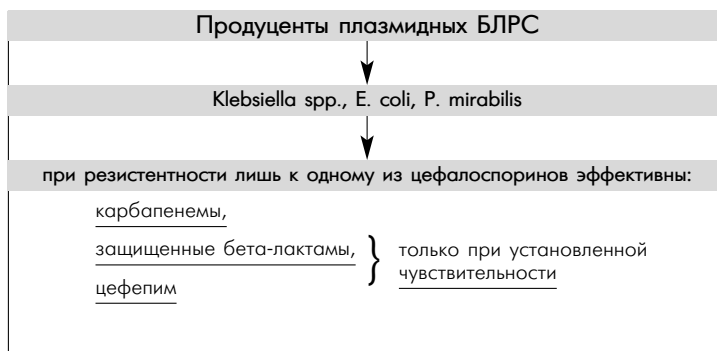 Продуценты плазмидных БЛРС
Klebsiella spp., E. coli, P. mirabilis
при резистентности лишь к одному из цефалоспоринов эффективны:
карбапенемы,
защищенные бета-лактамы,
цефепим
} только при установленной
чувствительности